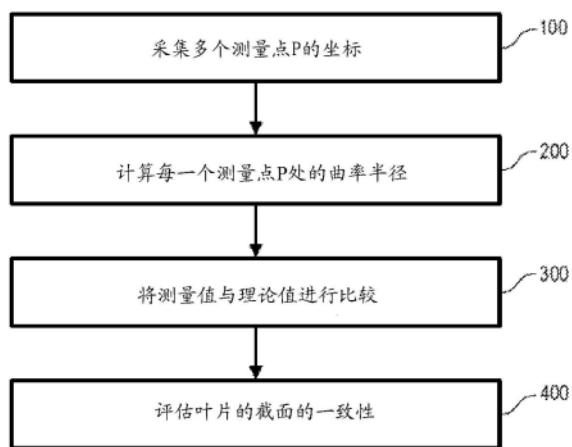 采集多个测量点P的坐标
100
计算每一个测量点P处的曲率半径
200
将测量值与理论值进行比较
300
评估叶片的截面的一致性
400